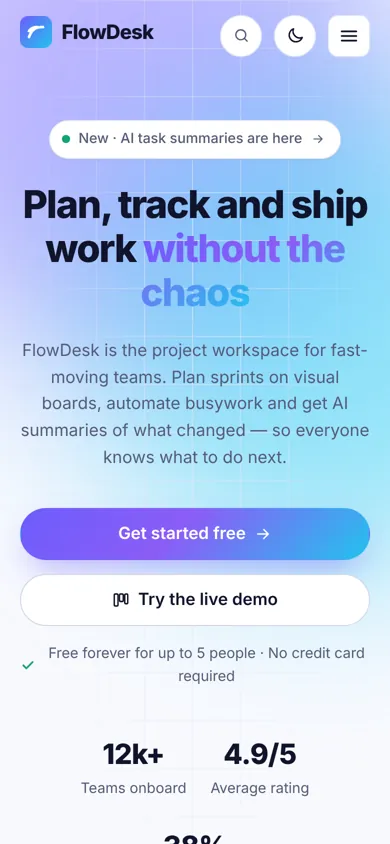 FlowDesk
New · AI task summaries are here →
Plan, track and ship
work without the
chaos
FlowDesk is the project workspace for fast-
moving teams. Plan sprints on visual
boards, automate busywork and get AI
summaries of what changed — so everyone
knows what to do next.
Get started free →
Try the live demo
Free forever for up to 5 people · No credit card
required
12k+ 4.9/5
Teams onboard Average rating
38%